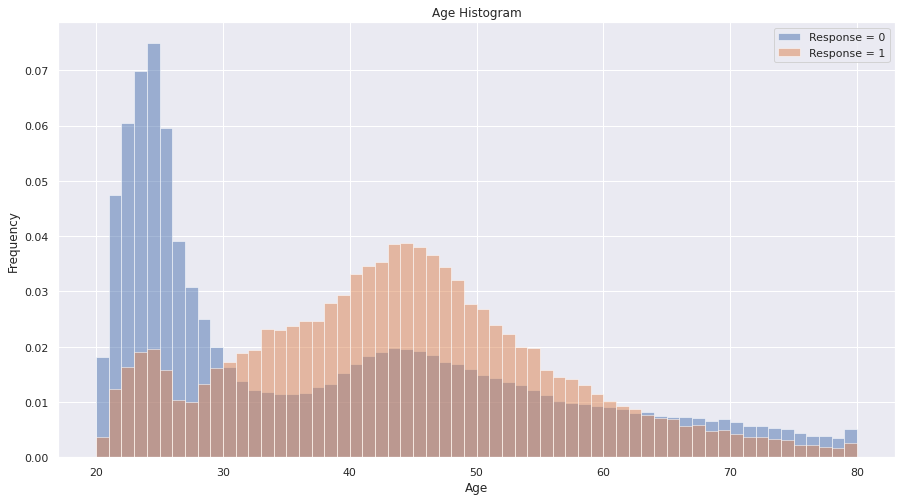 Age Histogram
Response = 0
Response = 1
Frequency
0.07
0.06
0.05
0.04
0.03
0.02
0.01
0.00
20 30 40 50 60 70 80
Age